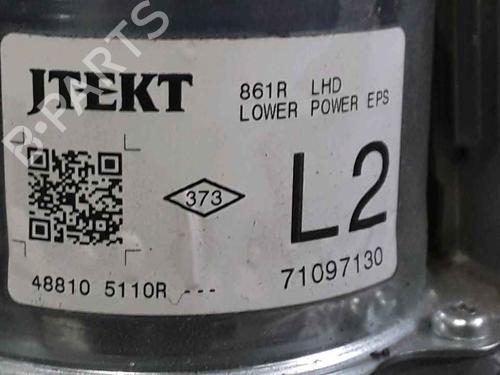 JTEKT
861R LHD
LOWER POWER EPS
373
L2
48810 5110R ---
71097130
B-PARTS